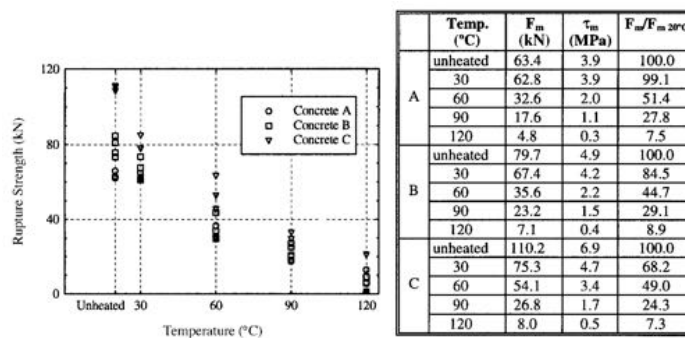 120
80
40
0
Rupture Strength (kN)
Concrete A
Concrete B
Concrete C
Unheated 30 60 90 120
Temperature (°C)
Temp. (°C) F_m (kN) τ_m (MPa) F_m/F_m 20°C
A
unheated 63.4 3.9 100.0
30 62.8 3.9 99.1
60 32.6 2.0 51.4
90 17.6 1.1 27.8
120 4.8 0.3 7.5
B
unheated 79.7 4.9 100.0
30 67.4 4.2 84.5
60 35.6 2.2 44.7
90 23.2 1.5 29.1
120 7.1 0.4 8.9
C
unheated 110.2 6.9 100.0
30 75.3 4.7 68.2
60 54.1 3.4 49.0
90 26.8 1.7 24.3
120 8.0 0.5 7.3